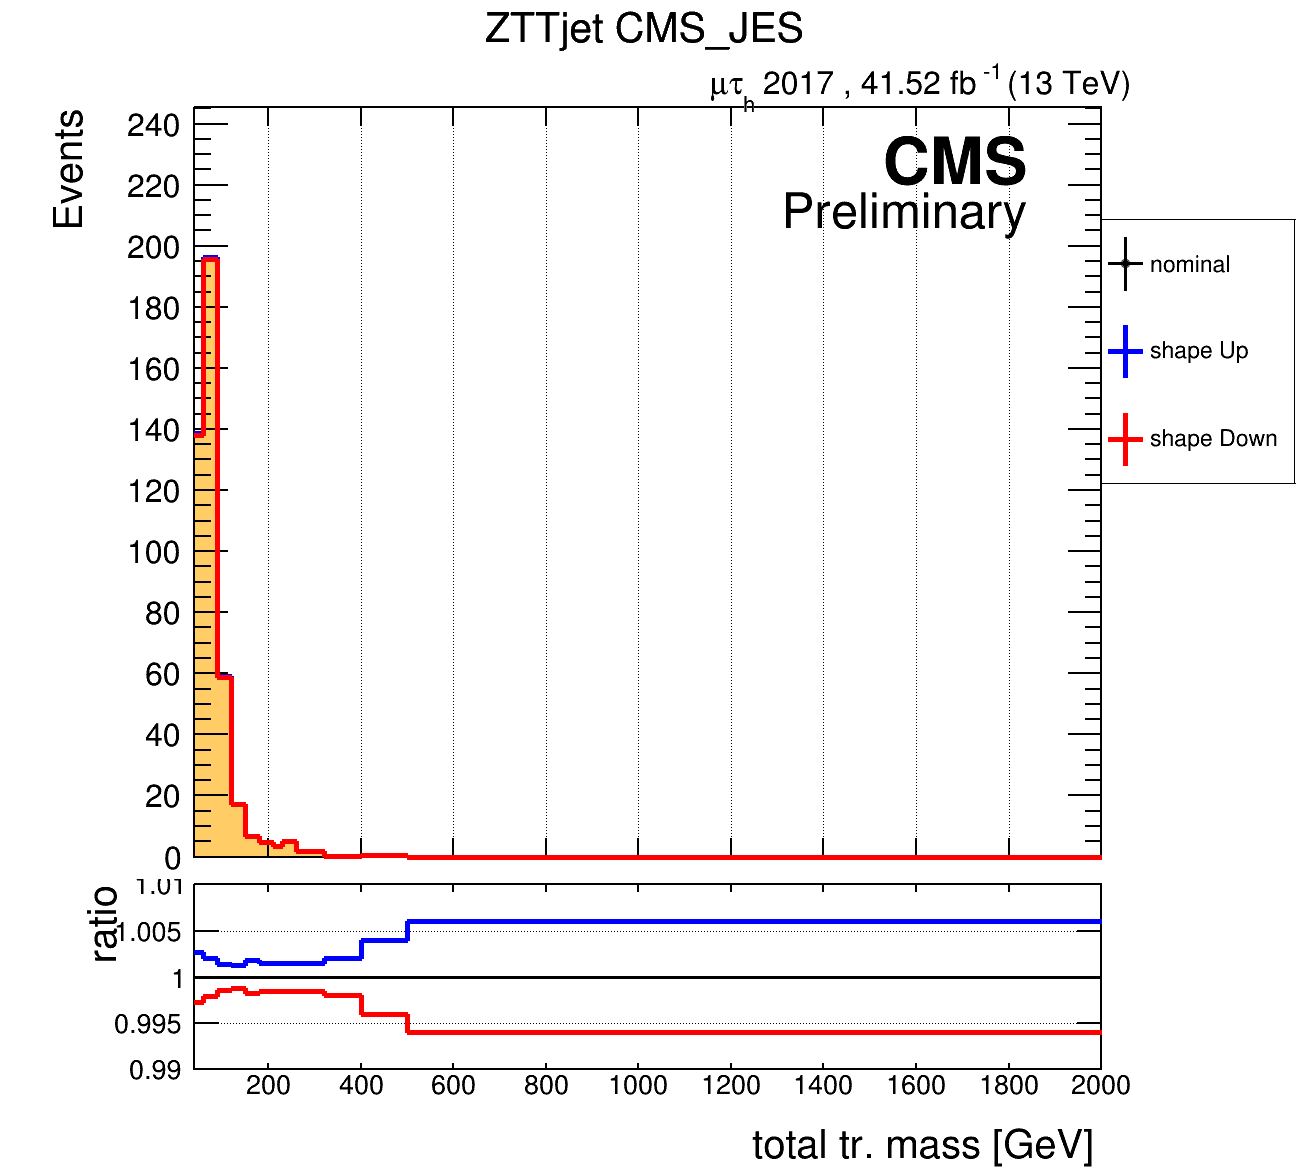 ZTTjet CMS_JES
μτh 2017 , 41.52 fb-1 (13 TeV)
Events
240
220
200
180
160
140
120
100
80
60
40
20
0
CMS
Preliminary
nominal
shape Up
shape Down
ratio
1.01
1.005
1
0.995
0.99
200 400 600 800 1000 1200 1400 1600 1800 2000
total tr. mass [GeV]